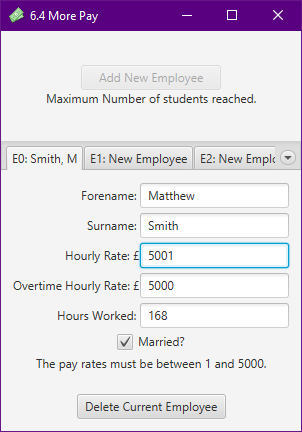 6.4 More Pay
Add New Employee
Maximum Number of students reached.
E0: Smith, M E1: New Employee E2: New Emplo
Forename: Matthew
Surname: Smith
Hourly Rate: £ 5001
Overtime Hourly Rate: £ 5000
Hours Worked: 168
Married?
The pay rates must be between 1 and 5000.
Delete Current Employee